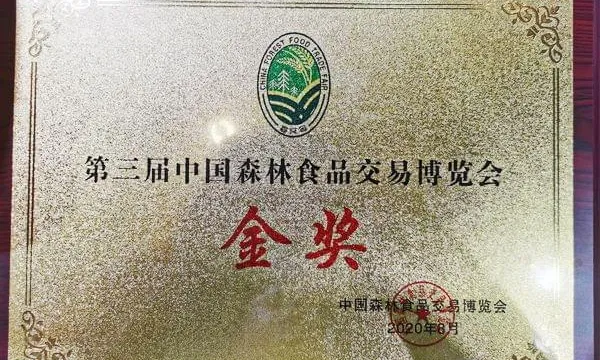 CHINA FOREST FOOD TRADE FAIR
第三届中国森林食品交易博览会
金奖
中国森林食品交易博览会
2020年8月